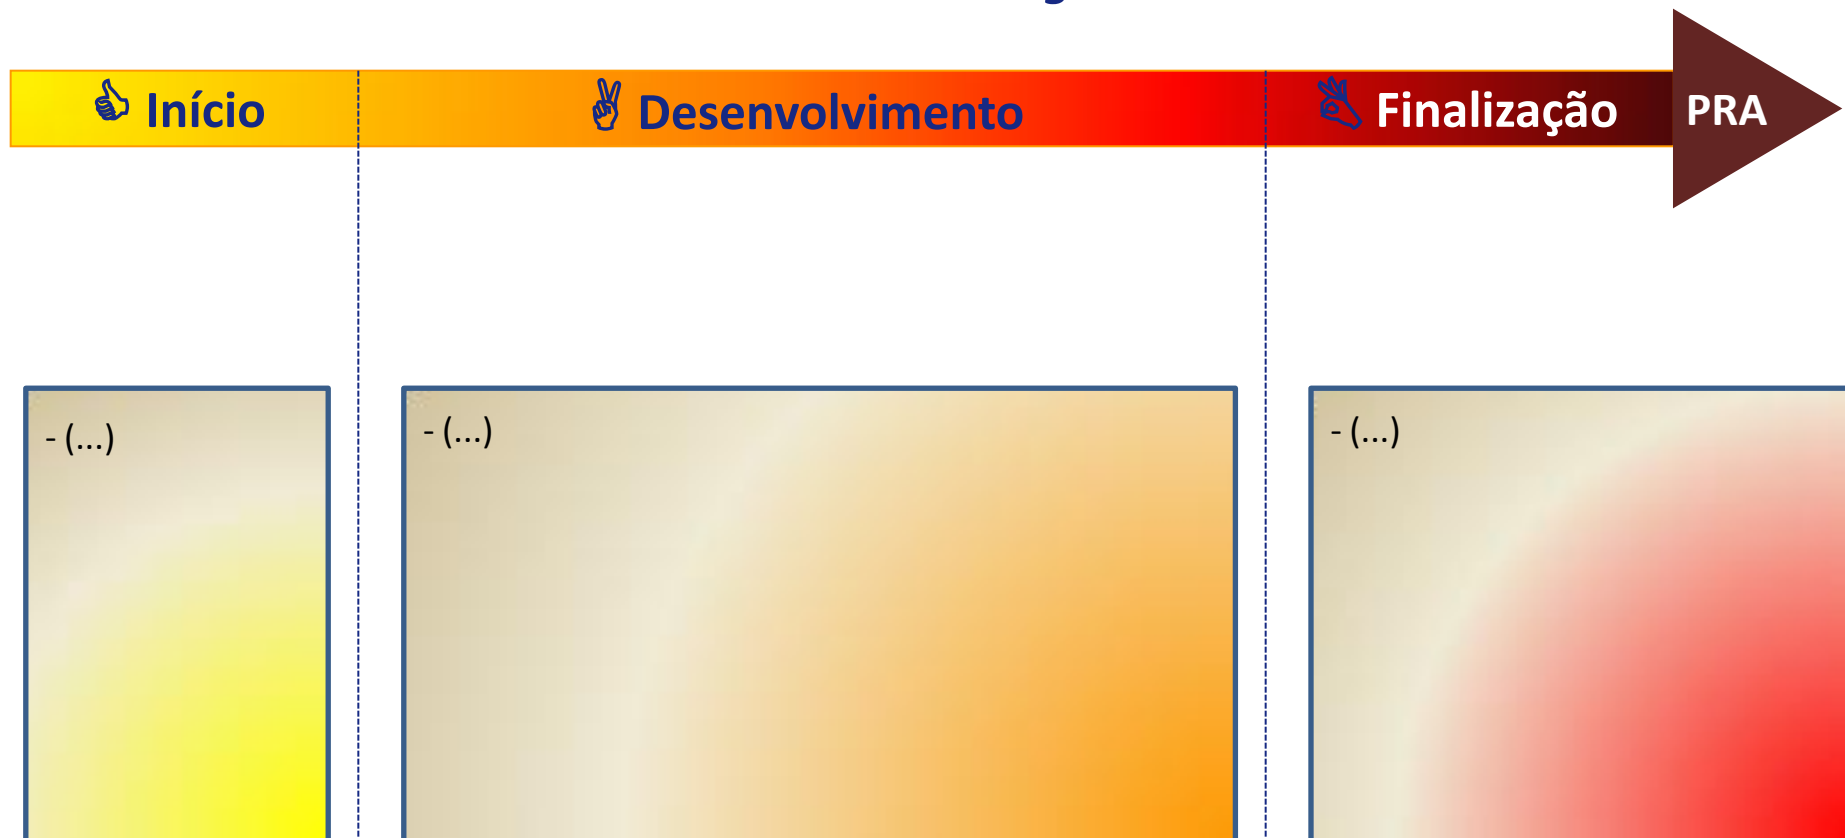 👍 Início
✌ Desenvolvimento
👌 Finalização
PRA
- (...)
- (...)
- (...)